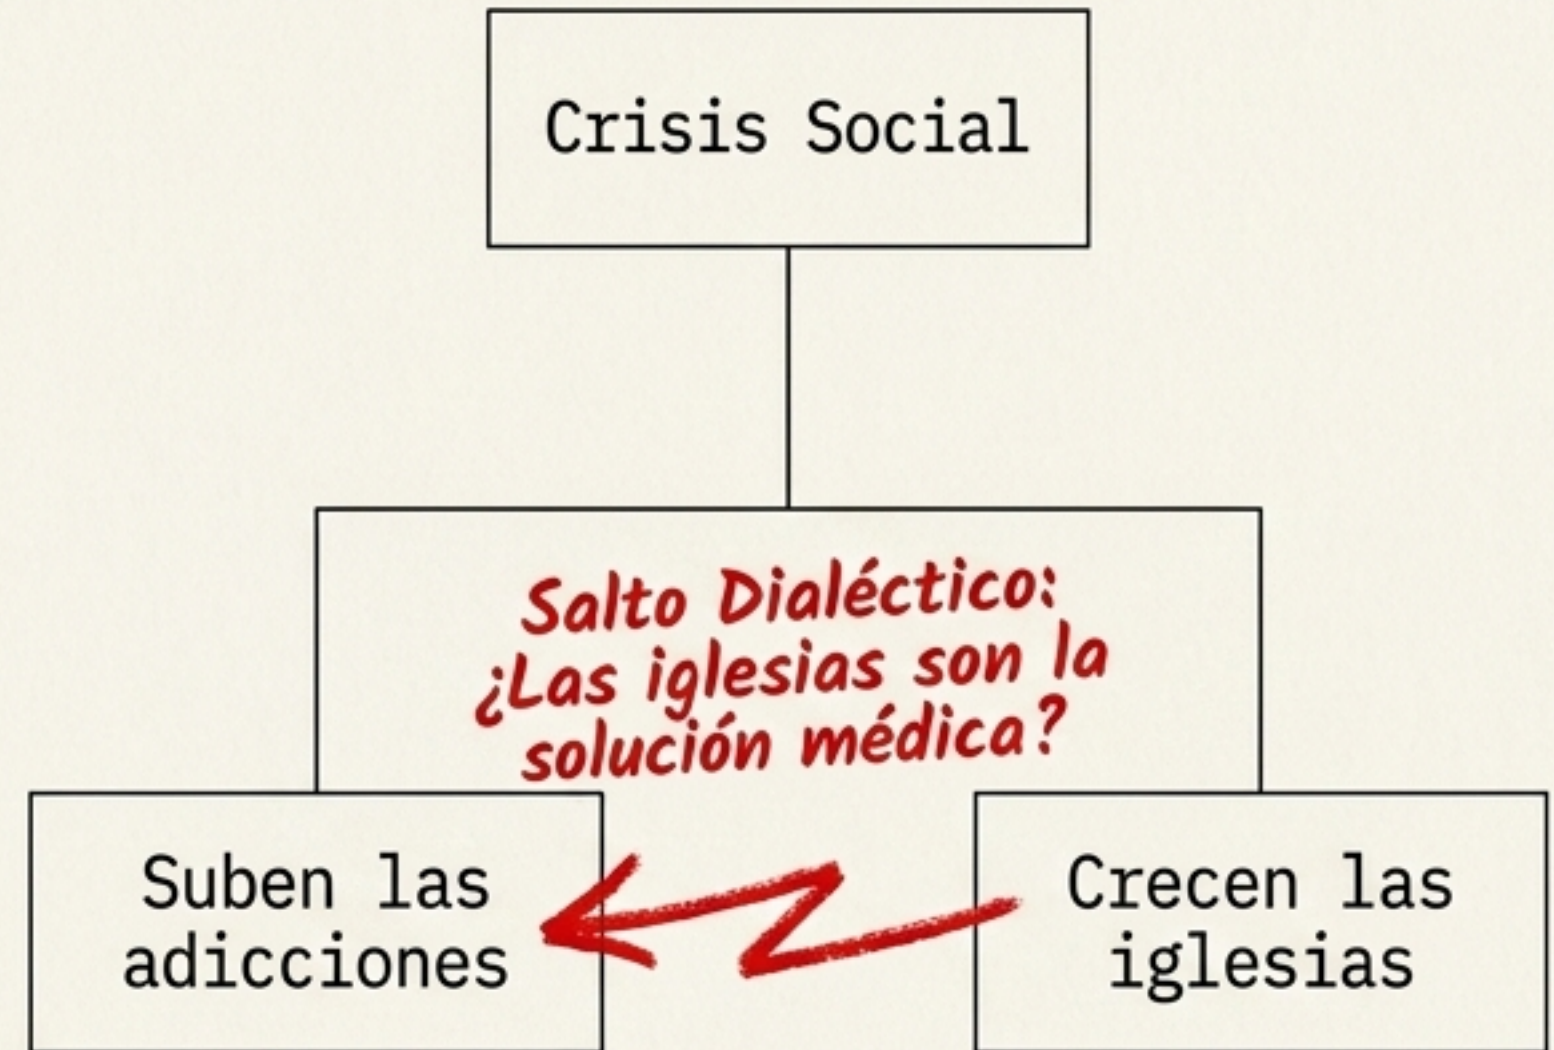 Crisis Social
Salto Dialéctico:
¿Las iglesias son la
solución médica?
Suben las
adicciones
Crecen las
iglesias